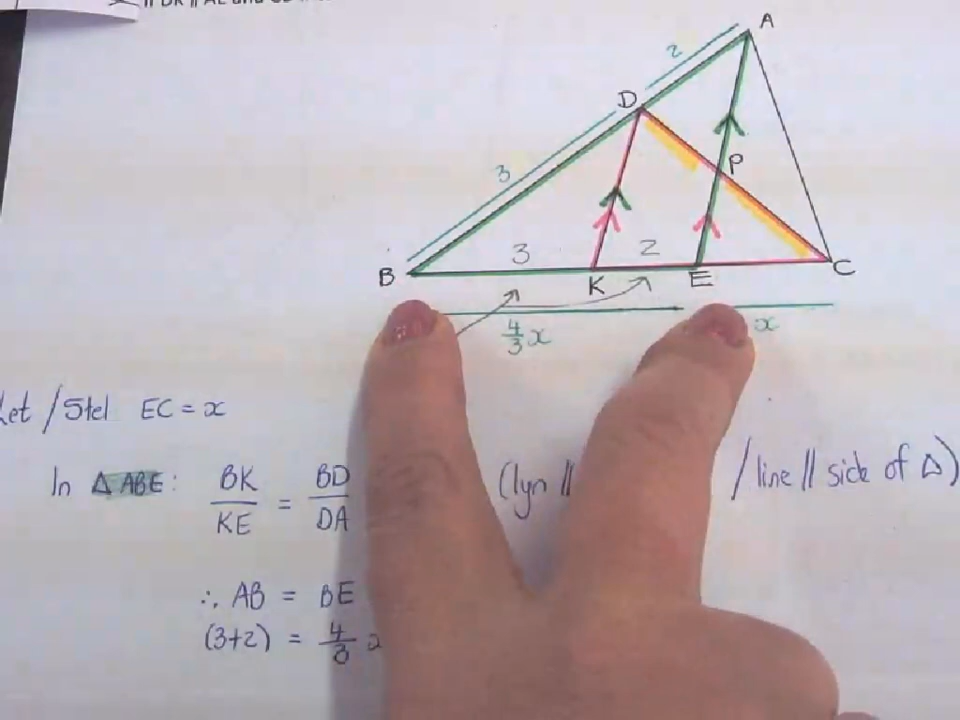 A
2
D
3
P
3
2
B
K
E
C
4/3 x
x
Let /Stel EC = x
In Δ ABE: BK/KE = BD/DA (lyn // /line // side of Δ)
∴ AB = BE
(3+2) = 4/3